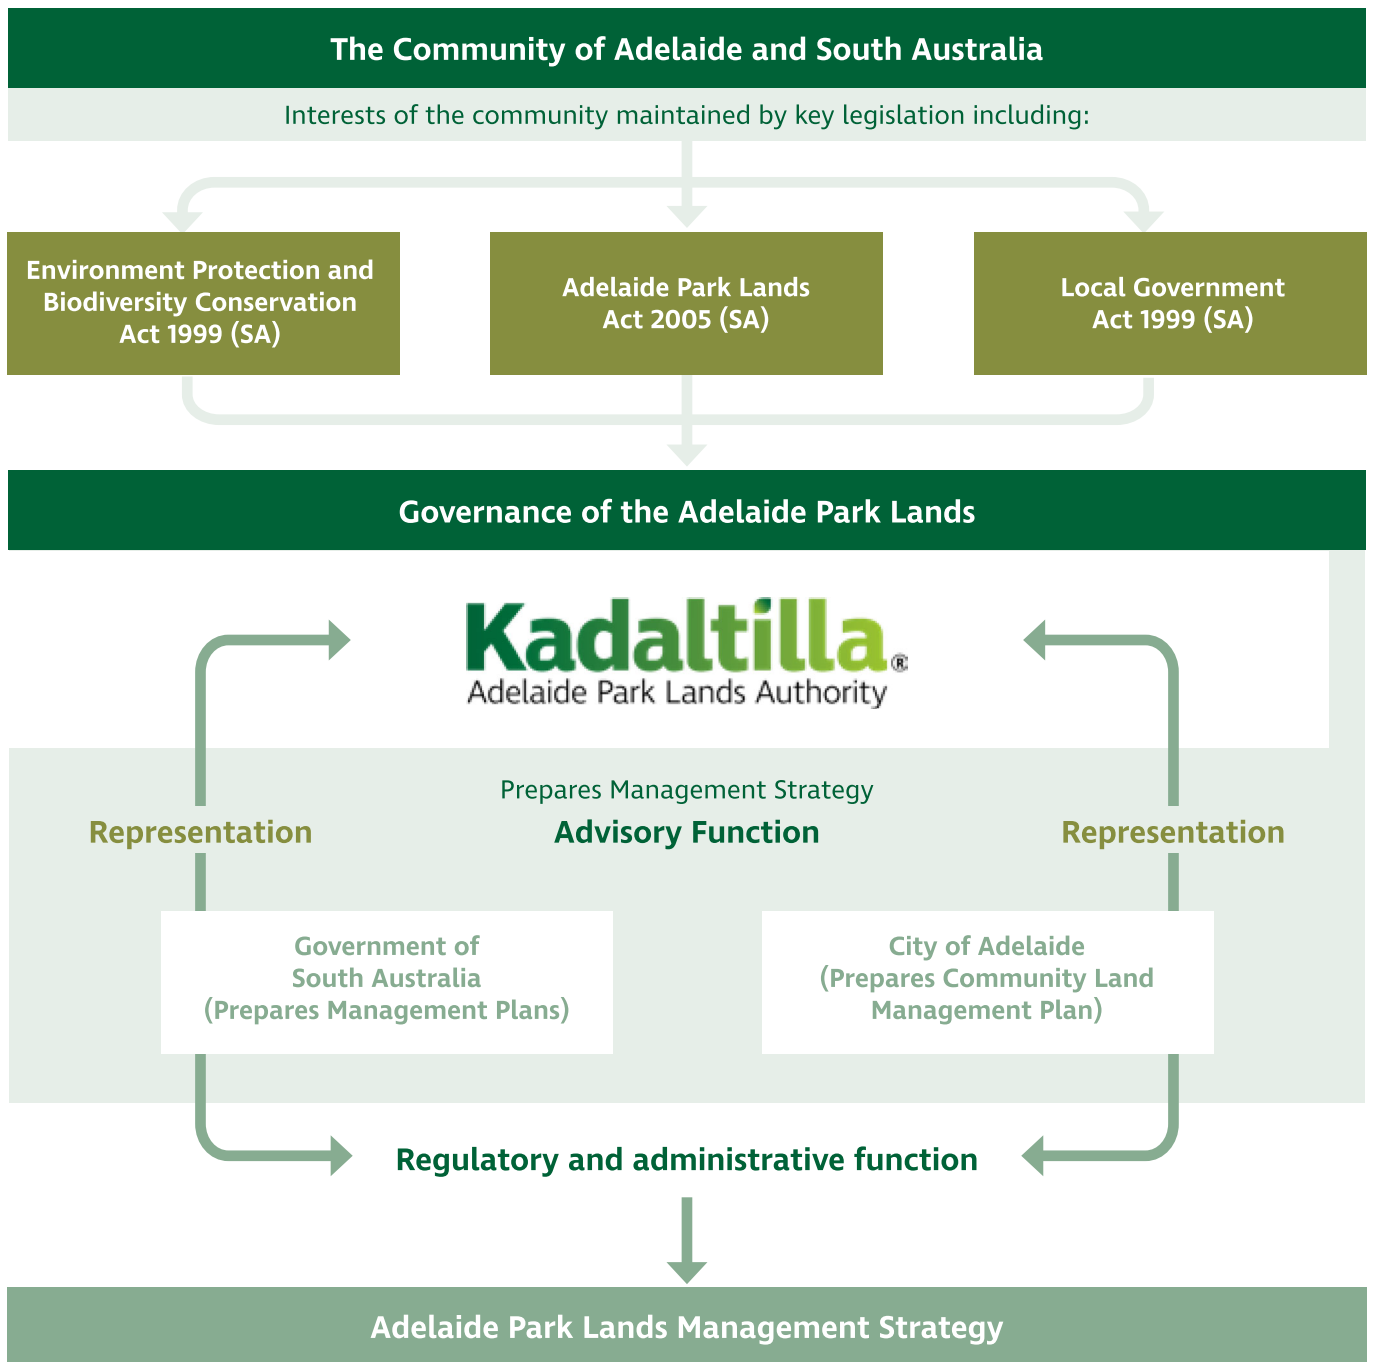 The Community of Adelaide and South Australia
Interests of the community maintained by key legislation including:
Environment Protection and
Biodiversity Conservation
Act 1999 (SA)
Adelaide Park Lands
Act 2005 (SA)
Local Government
Act 1999 (SA)
Governance of the Adelaide Park Lands
Kadaltilla®
Adelaide Park Lands Authority
Prepares Management Strategy
Representation
Advisory Function
Representation
Government of
South Australia
(Prepares Management Plans)
City of Adelaide
(Prepares Community Land
Management Plan)
Regulatory and administrative function
Adelaide Park Lands Management Strategy